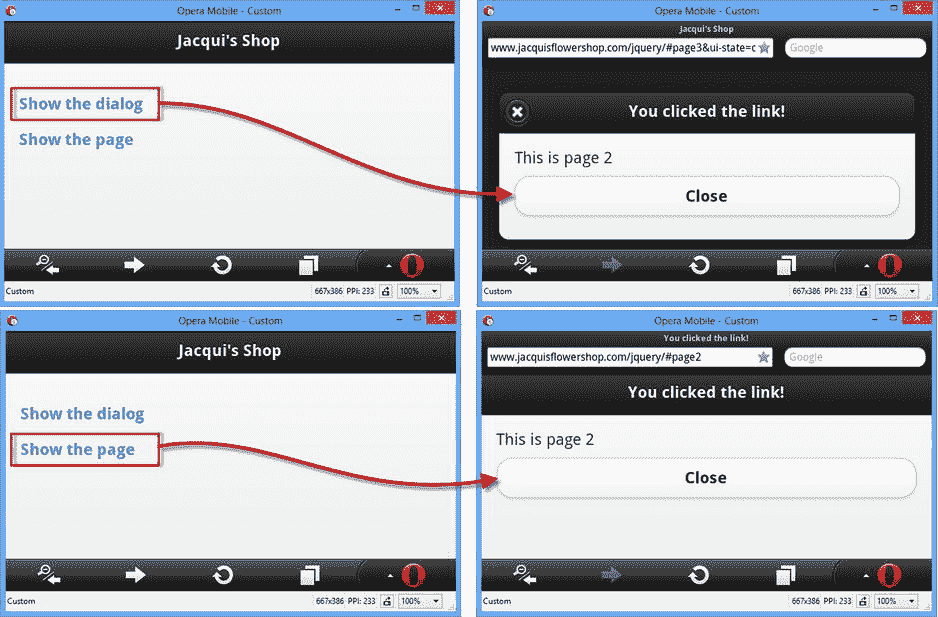 Opera Mobile - Custom
Jacqui's Shop
Show the dialog
Show the page
Custom
667x386 PPI: 233
100%
Opera Mobile - Custom
Jacqui's Shop
www.jacquisflowershop.com/jquery/#page3&ui-state=c
Google
You clicked the link!
This is page 2
Close
Custom
667x386 PPI: 233
100%
Opera Mobile - Custom
Jacqui's Shop
Show the dialog
Show the page
Custom
667x386 PPI: 233
100%
Opera Mobile - Custom
You clicked the link!
www.jacquisflowershop.com/jquery/#page2
Google
You clicked the link!
This is page 2
Close
Custom
667x386 PPI: 233
100%